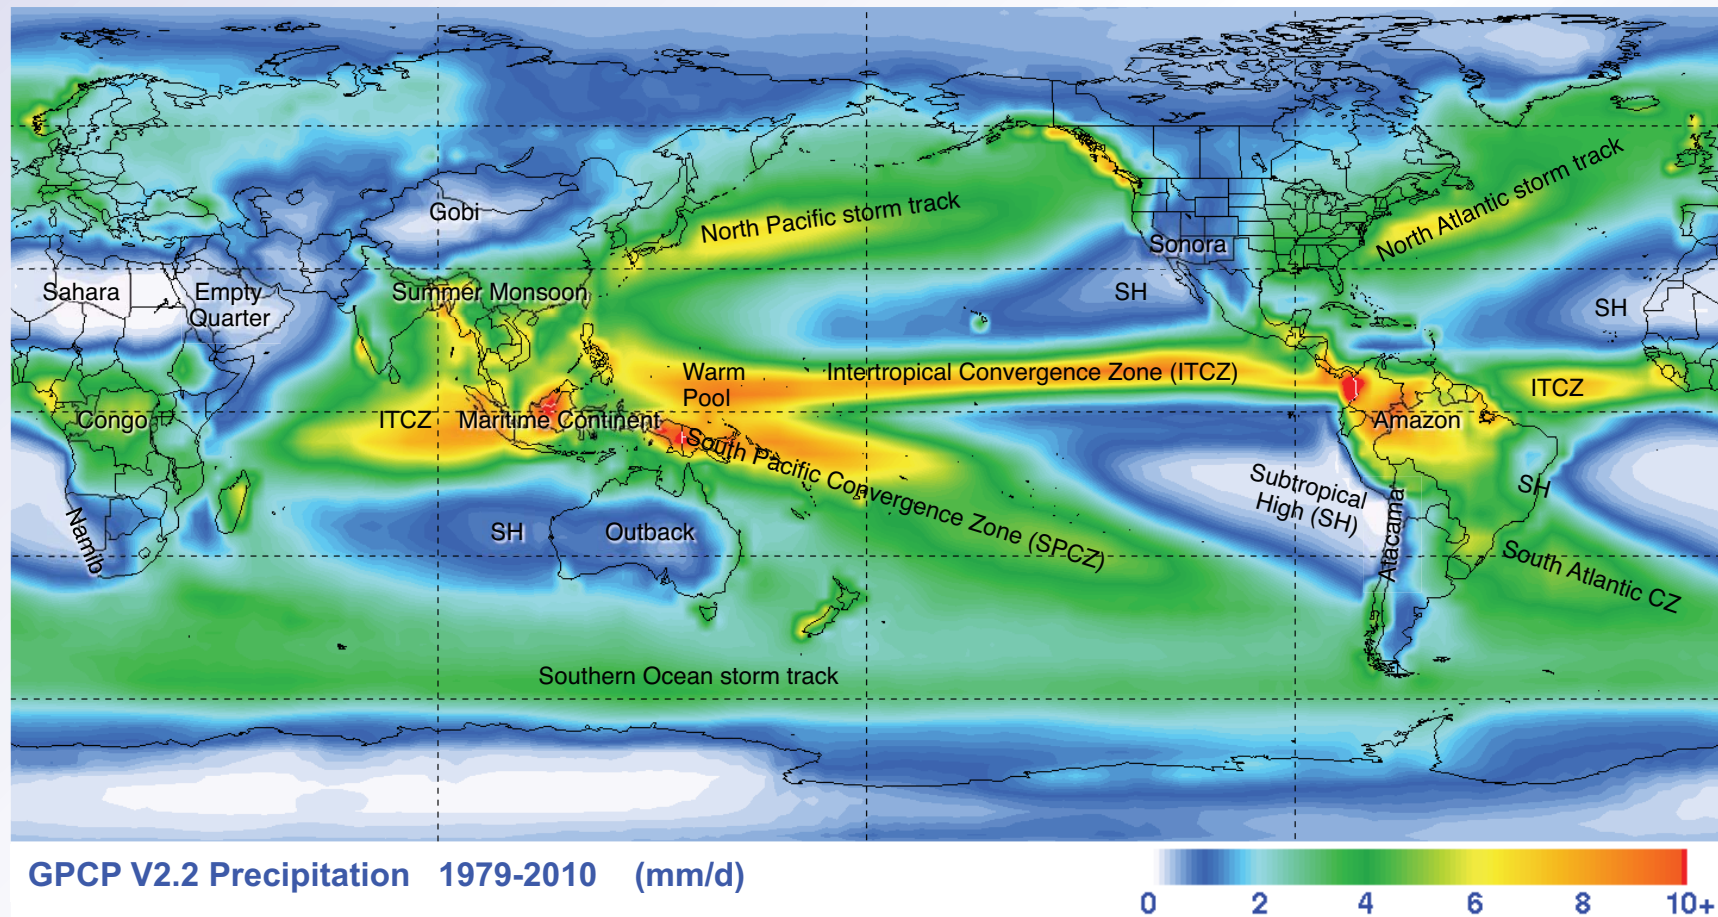 Gobi
North Pacific storm track
Sonora
North Atlantic storm track
Sahara
Empty
Quarter
Summer Monsoon
SH
SH
Warm
Pool
Intertropical Convergence Zone (ITCZ)
ITCZ
Congo
ITCZ
Maritime Continent
Amazon
South Pacific Convergence Zone (SPCZ)
Subtropical
High (SH)
SH
Namib
SH
Outback
Atacama
South Atlantic CZ
Southern Ocean storm track
GPCP V2.2 Precipitation 1979-2010 (mm/d)
0 2 4 6 8 10+